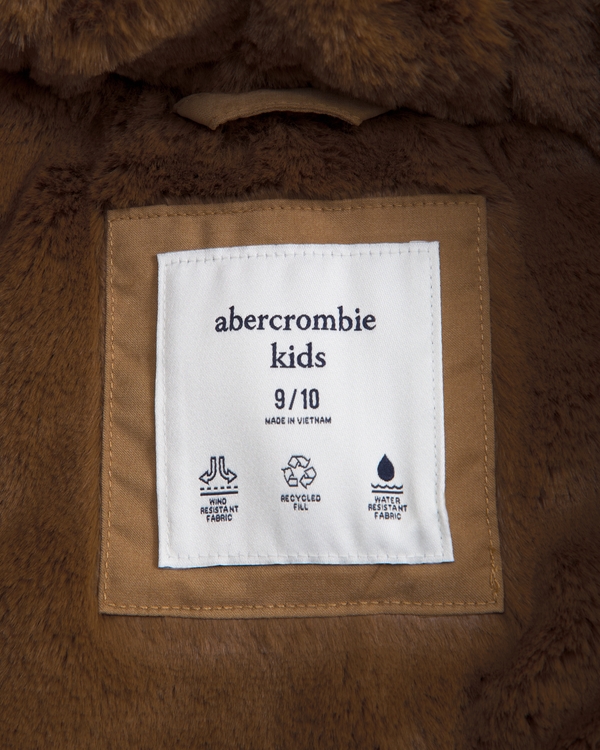 abercrombie
kids
9/10
MADE IN VIETNAM
WIND
RESISTANT
FABRIC
RECYCLED
FILL
WATER
RESISTANT
FABRIC